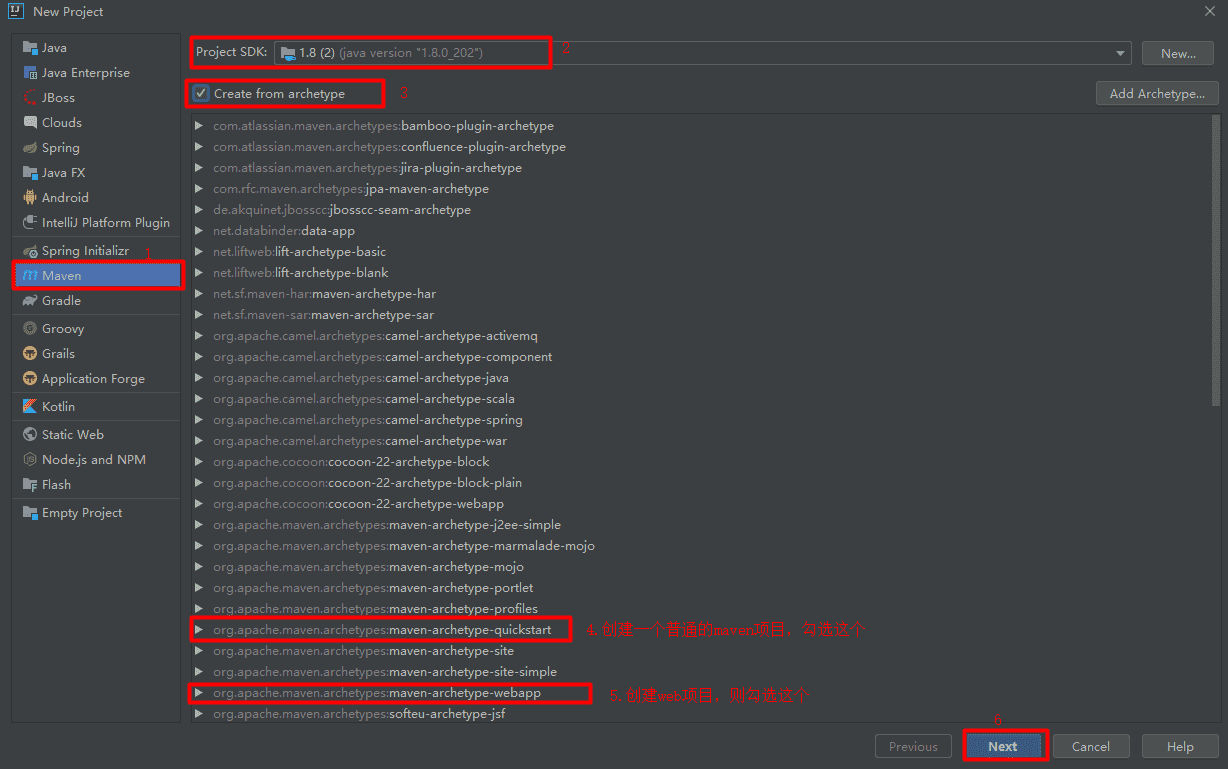 New Project
Java
Java Enterprise
JBoss
Clouds
Spring
Java FX
Android
IntelliJ Platform Plugin
Spring Initializr
1
Maven
Gradle
Groovy
Grails
Application Forge
Kotlin
Static Web
Node.js and NPM
Flash
Empty Project
Project SDK: 1.8 (2) (java version "1.8.0_202") 2
New...
Create from archetype 3
Add Archetype...
com.atlassian.maven.archetypes:bamboo-plugin-archetype
com.atlassian.maven.archetypes:confluence-plugin-archetype
com.atlassian.maven.archetypes:jira-plugin-archetype
com.rfc.maven.archetypes:jpa-maven-archetype
de.akquinet.jbosscc:jbosscc-seam-archetype
net.databinder:data-app
net.liftweb:lift-archetype-basic
net.liftweb:lift-archetype-blank
net.sf.maven-har:maven-archetype-har
net.sf.maven-sar:maven-archetype-sar
org.apache.camel.archetypes:camel-archetype-activemq
org.apache.camel.archetypes:camel-archetype-component
org.apache.camel.archetypes:camel-archetype-java
org.apache.camel.archetypes:camel-archetype-scala
org.apache.camel.archetypes:camel-archetype-spring
org.apache.camel.archetypes:camel-archetype-war
org.apache.cocoon:cocoon-22-archetype-block
org.apache.cocoon:cocoon-22-archetype-block-plain
org.apache.cocoon:cocoon-22-archetype-webapp
org.apache.maven.archetypes:maven-archetype-j2ee-simple
org.apache.maven.archetypes:maven-archetype-marmalade-mojo
org.apache.maven.archetypes:maven-archetype-mojo
org.apache.maven.archetypes:maven-archetype-portlet
org.apache.maven.archetypes:maven-archetype-profiles
org.apache.maven.archetypes:maven-archetype-quickstart 4.创建一个普通的maven项目，勾选这个
org.apache.maven.archetypes:maven-archetype-site
org.apache.maven.archetypes:maven-archetype-site-simple
org.apache.maven.archetypes:maven-archetype-webapp 5.创建web项目，则勾选这个
org.apache.maven.archetypes:softeu-archetype-jsf
6
Previous
Next
Cancel
Help